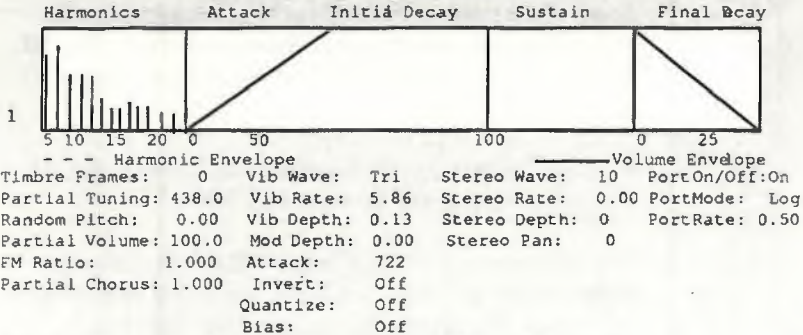 Harmonics Attack Initiá Decay Sustain Final Decay
1
5 10 15 20 0 50 100 0 25
- - - Harmonic Envelope ———Volume Envelope
Timbre Frames: 0 Vib Wave: Tri Stereo Wave: 10 PortOn/Off:On
Partial Tuning: 438.0 Vib Rate: 5.86 Stereo Rate: 0.00 PortMode: Log
Random Pitch: 0.00 Vib Depth: 0.13 Stereo Depth: 0 PortRate: 0.50
Partial Volume: 100.0 Mod Depth: 0.00 Stereo Pan: 0
FM Ratio: 1.000 Attack: 722
Partial Chorus: 1.000 Invert: Off
Quantize: Off
Bias: Off